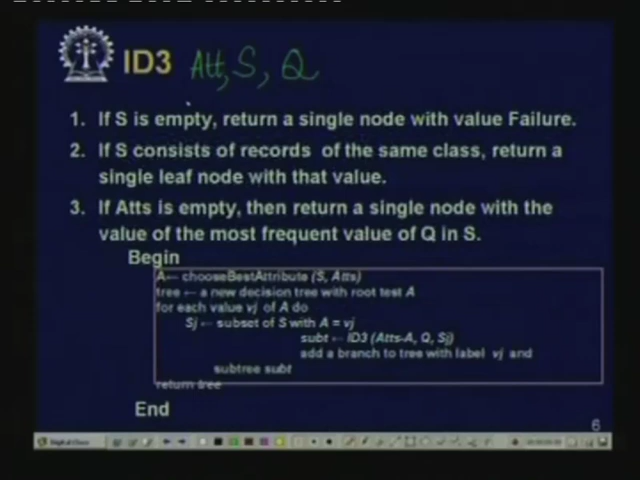 ID3 Att, S, Q
1. If S is empty, return a single node with value Failure.
2. If S consists of records of the same class, return a
single leaf node with that value.
3. If Atts is empty, then return a single node with the
value of the most frequent value of Q in S.
Begin
A← chooseBestAttribute (S, Atts)
tree ← a new decision tree with root test A
for each value vj of A do
Sj ← subset of S with A = vj
subt ← ID3 (Atts-A, Q, Sj)
add a branch to tree with label vj and
subtree subt
return tree
End
6